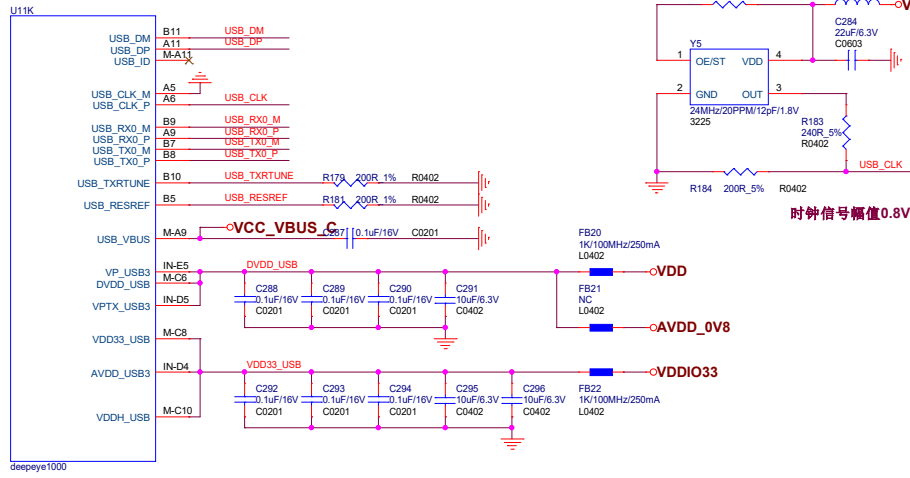 U11K
USB_DM
B11
USB_DM
USB_DP
A11
USB_DP
USB_ID
M-A11
USB_CLK_M
A5
USB_CLK_P
A6
USB_CLK
USB_RX0_M
B9
USB_RX0_M
USB_RX0_P
A9
USB_RX0_P
USB_TX0_M
B7
USB_TX0_M
USB_TX0_P
B8
USB_TX0_P
USB_TXRTUNE
B10
USB_TXRTUNE
R179
200R_1%
R0402
USB_RESREF
B5
USB_RESREF
R181
200R_1%
R0402
USB_VBUS
M-A9
VCC_VBUS_C
C287
0.1uF/16V
C0201
VP_USB3
IN-E5
DVDD_USB
M-C6
VPTX_USB3
IN-D5
DVDD_USB
C288
0.1uF/16V
C0201
C289
0.1uF/16V
C0201
C290
0.1uF/16V
C0201
C291
10uF/6.3V
C0402
FB20
1K/100MHz/250mA
L0402
VDD
FB21
NC
L0402
AVDD_0V8
VDD33_USB
M-C8
AVDD_USB3
IN-D4
VDDH_USB
M-C10
VDD33_USB
C292
0.1uF/16V
C0201
C293
0.1uF/16V
C0201
C294
0.1uF/16V
C0201
C295
10uF/6.3V
C0402
C296
10uF/6.3V
C0402
FB22
1K/100MHz/250mA
L0402
VDDIO33
deepeye1000
V
C284
22uF/6.3V
C0603
Y5
1
OE/ST
VDD
4
2
GND
OUT
3
24MHz/20PPM/12pF/1.8V
3225
R183
240R_5%
R0402
USB_CLK
R184
200R_5%
R0402
时钟信号幅值0.8V